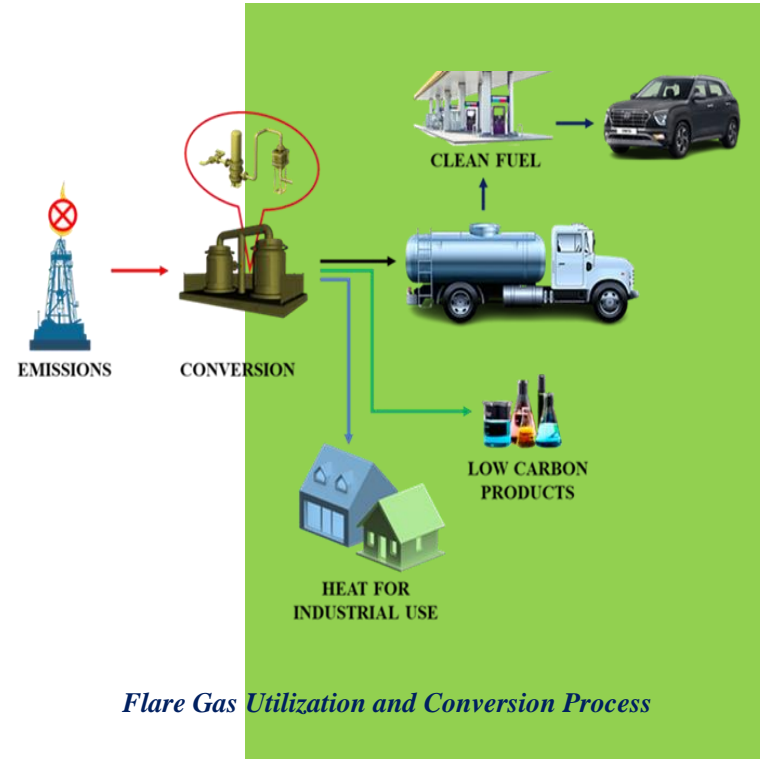 CLEAN FUEL
EMISSIONS
CONVERSION
LOW CARBON
PRODUCTS
HEAT FOR
INDUSTRIAL USE
Flare Gas Utilization and Conversion Process